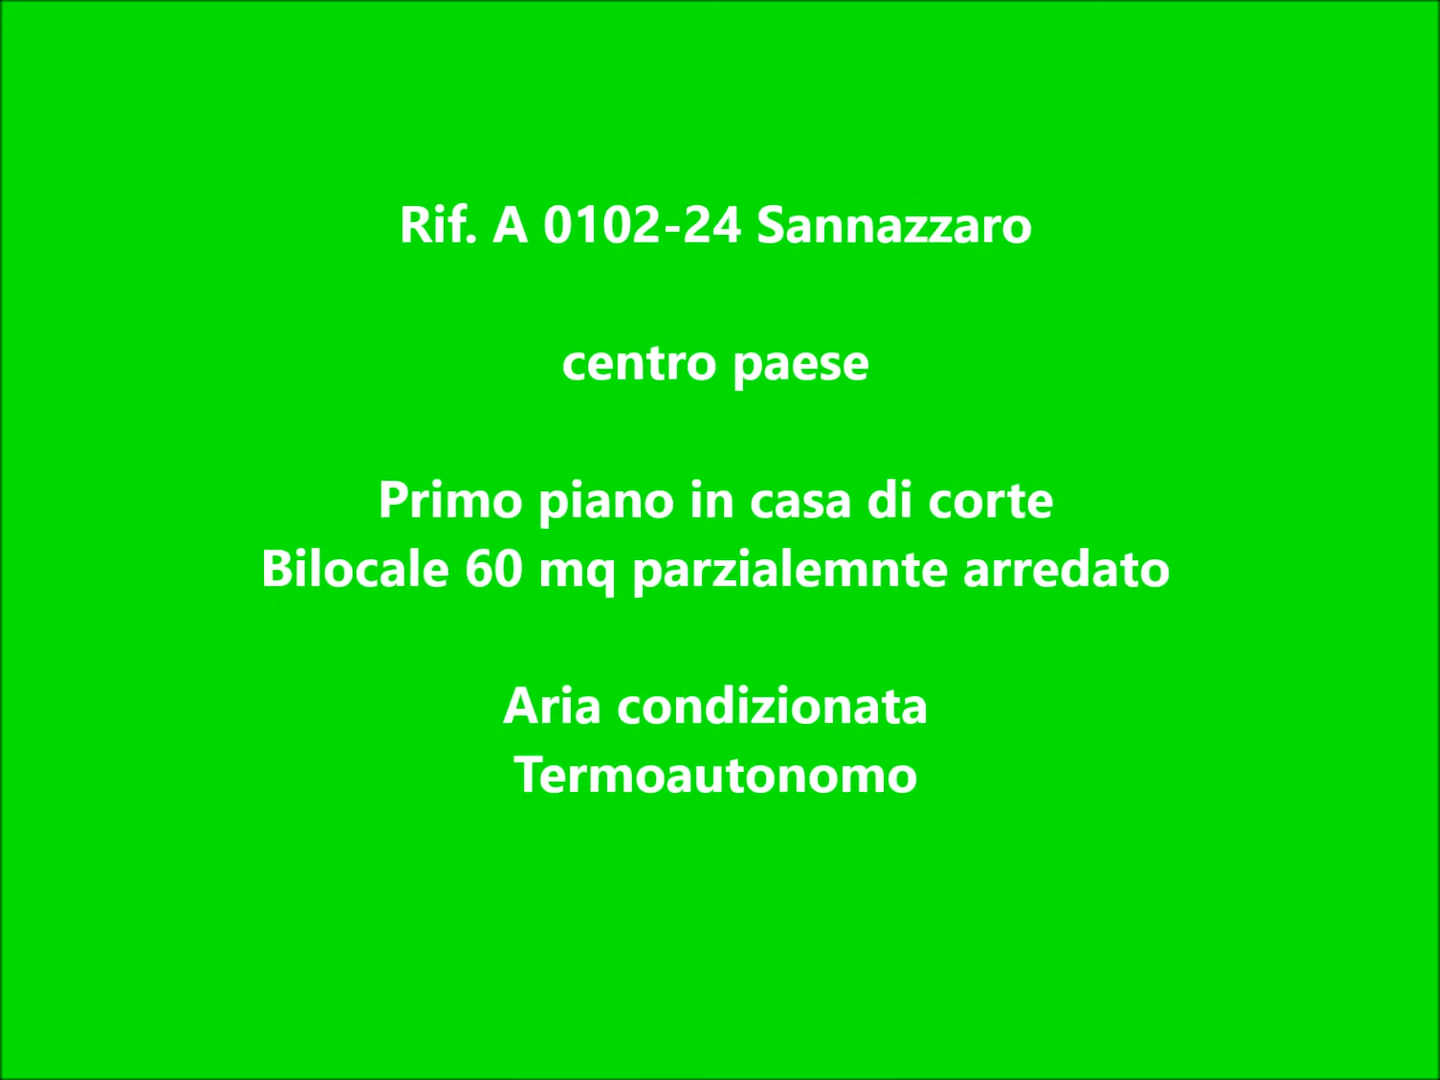 Rif. A 0102-24 Sannazzaro
centro paese
Primo piano in casa di corte
Bilocale 60 mq parzialemnte arredato
Aria condizionata
Termoautonomo